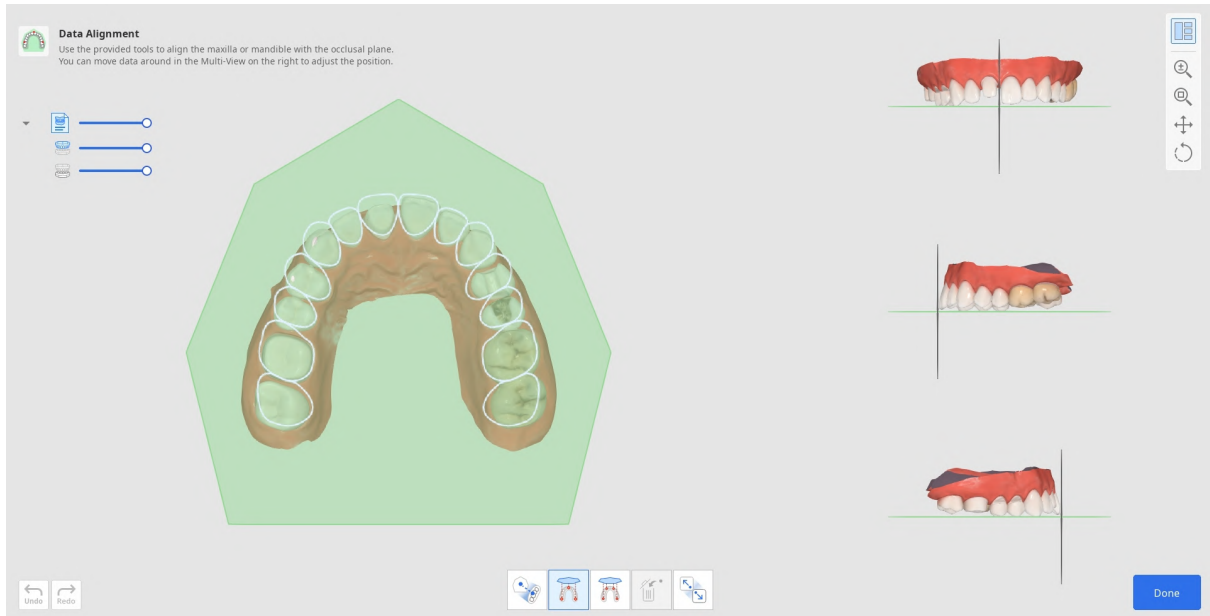 Data Alignment
Use the provided tools to align the maxilla or mandible with the occlusal plane.
You can move data around in the Multi-View on the right to adjust the position.
Undo
Redo
Done